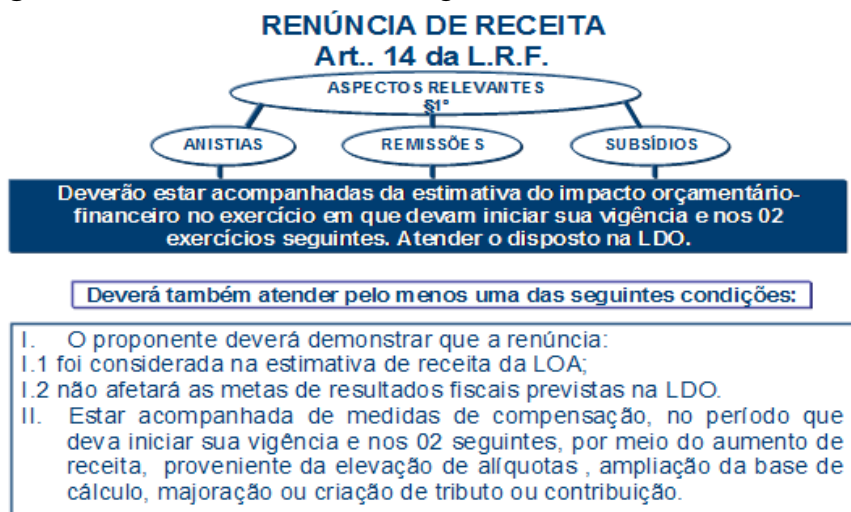 RENÚNCIA DE RECEITA
Art.. 14 da L.R.F.
ASPECTOS RELEVANTES
§1º
ANISTIAS
REMISSÕES
SUBSÍDIOS
Deverão estar acompanhadas da estimativa do impacto orçamentário-
financeiro no exercício em que devam iniciar sua vigência e nos 02
exercícios seguintes. Atender o disposto na LDO.
Deverá também atender pelo menos uma das seguintes condições:
I. O proponente deverá demonstrar que a renúncia:
I.1 foi considerada na estimativa de receita da LOA;
I.2 não afetará as metas de resultados fiscais previstas na LDO.
II. Estar acompanhada de medidas de compensação, no período que
deva iniciar sua vigência e nos 02 seguintes, por meio do aumento de
receita, proveniente da elevação de alíquotas , ampliação da base de
cálculo, majoração ou criação de tributo ou contribuição.